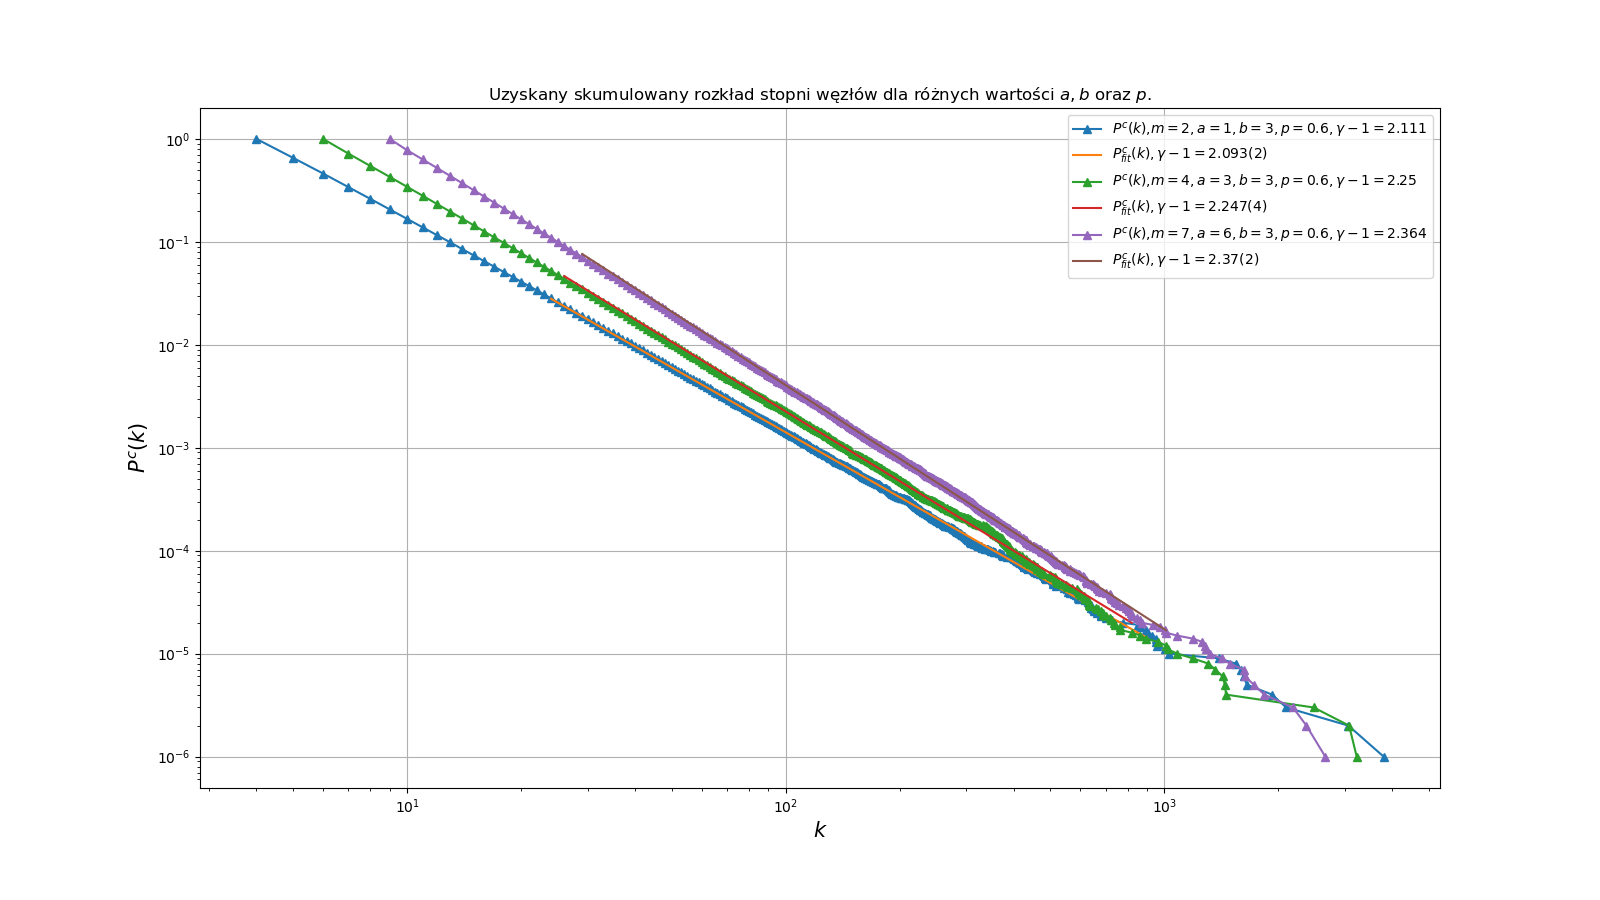 Uzyskany skumulowany rozkład stopni węzłów dla różnych wartości a, b oraz p.
P^c(k), m = 2, a = 1, b = 3, p = 0.6, γ − 1 = 2.111
P^c_fit(k), γ − 1 = 2.093(2)
P^c(k), m = 4, a = 3, b = 3, p = 0.6, γ − 1 = 2.25
P^c_fit(k), γ − 1 = 2.247(4)
P^c(k), m = 7, a = 6, b = 3, p = 0.6, γ − 1 = 2.364
P^c_fit(k), γ − 1 = 2.37(2)
P^c(k)
10^0
10^−1
10^−2
10^−3
10^−4
10^−5
10^−6
10^1 10^2 10^3
k